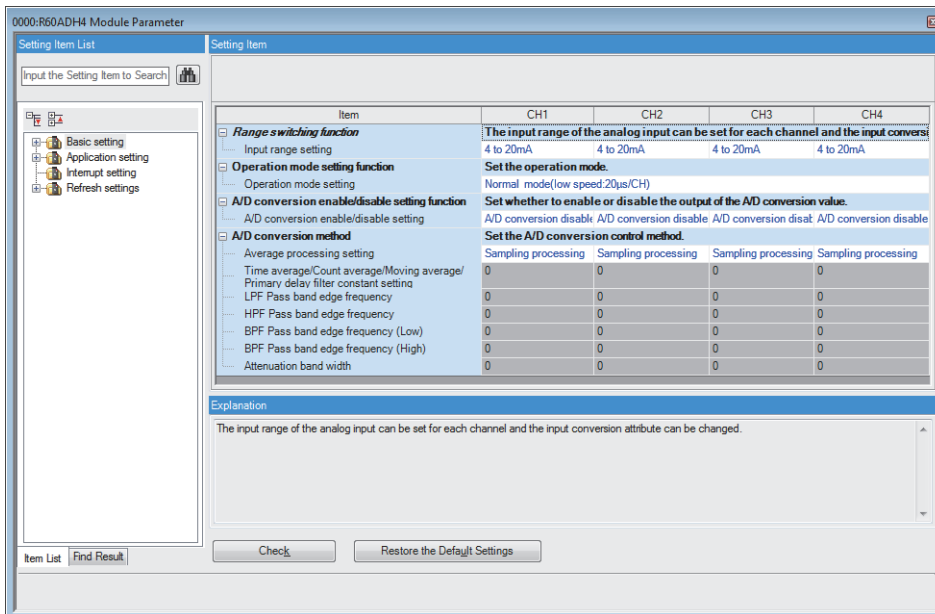 0000:R60ADH4 Module Parameter
Setting Item List
Input the Setting Item to Search
Basic setting
Application setting
Interrupt setting
Refresh settings
Item List Find Result
Setting Item
Item CH1 CH2 CH3 CH4
Range switching function The input range of the analog input can be set for each channel and the input conversi
Input range setting 4 to 20mA 4 to 20mA 4 to 20mA 4 to 20mA
Operation mode setting function Set the operation mode.
Operation mode setting Normal mode(low speed:20µs/CH)
A/D conversion enable/disable setting function Set whether to enable or disable the output of the A/D conversion value.
A/D conversion enable/disable setting A/D conversion disable A/D conversion disable A/D conversion disat A/D conversion disable
A/D conversion method Set the A/D conversion control method.
Average processing setting Sampling processing Sampling processing Sampling processing Sampling processing
Time average/Count average/Moving average/
Primary delay filter constant setting 0 0 0 0
LPF Pass band edge frequency 0 0 0 0
HPF Pass band edge frequency 0 0 0 0
BPF Pass band edge frequency (Low) 0 0 0 0
BPF Pass band edge frequency (High) 0 0 0 0
Attenuation band width 0 0 0 0
Explanation
The input range of the analog input can be set for each channel and the input conversion attribute can be changed.
Check Restore the Default Settings